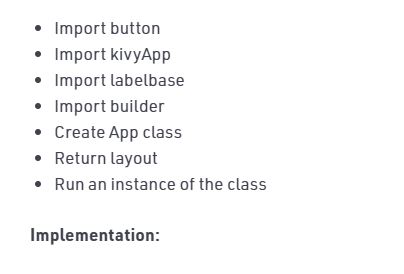 • Import button
• Import kivyApp
• Import labelbase
• Import builder
• Create App class
• Return layout
• Run an instance of the class
Implementation: